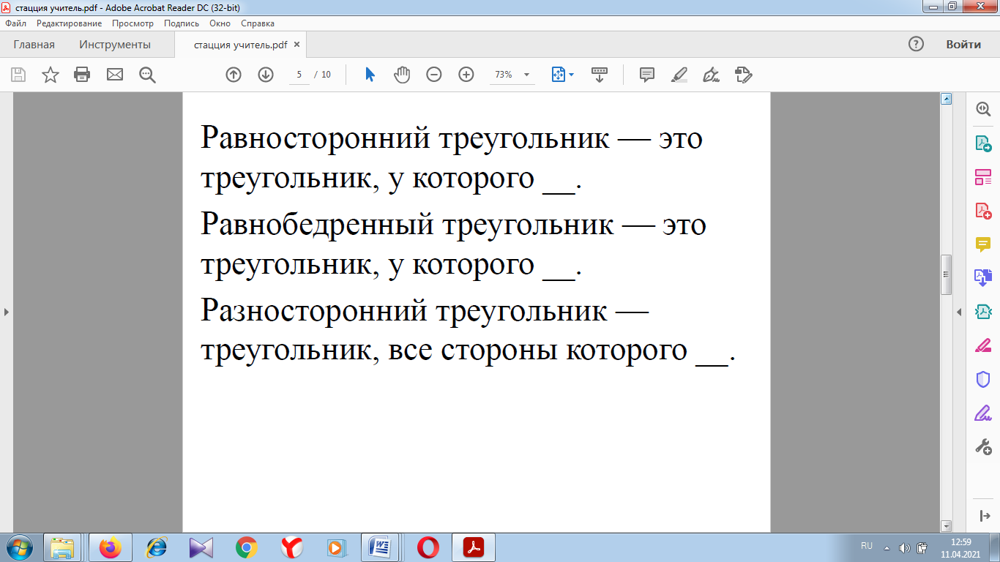 стацция учитель.pdf - Adobe Acrobat Reader DC (32-bit)
Файл Редактирование Просмотр Подпись Окно Справка
Главная Инструменты стацция учитель.pdf × Войти
5 / 10 73%
Равносторонний треугольник — это
треугольник, у которого __.
Равнобедренный треугольник — это
треугольник, у которого __.
Разносторонний треугольник —
треугольник, все стороны которого __.
RU 12:59
11.04.2021